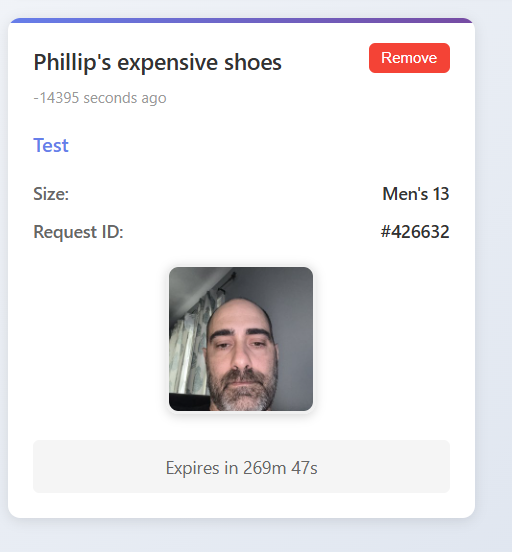 Phillip's expensive shoes
Remove
-14395 seconds ago
Test
Size: Men's 13
Request ID: #426632
Expires in 269m 47s